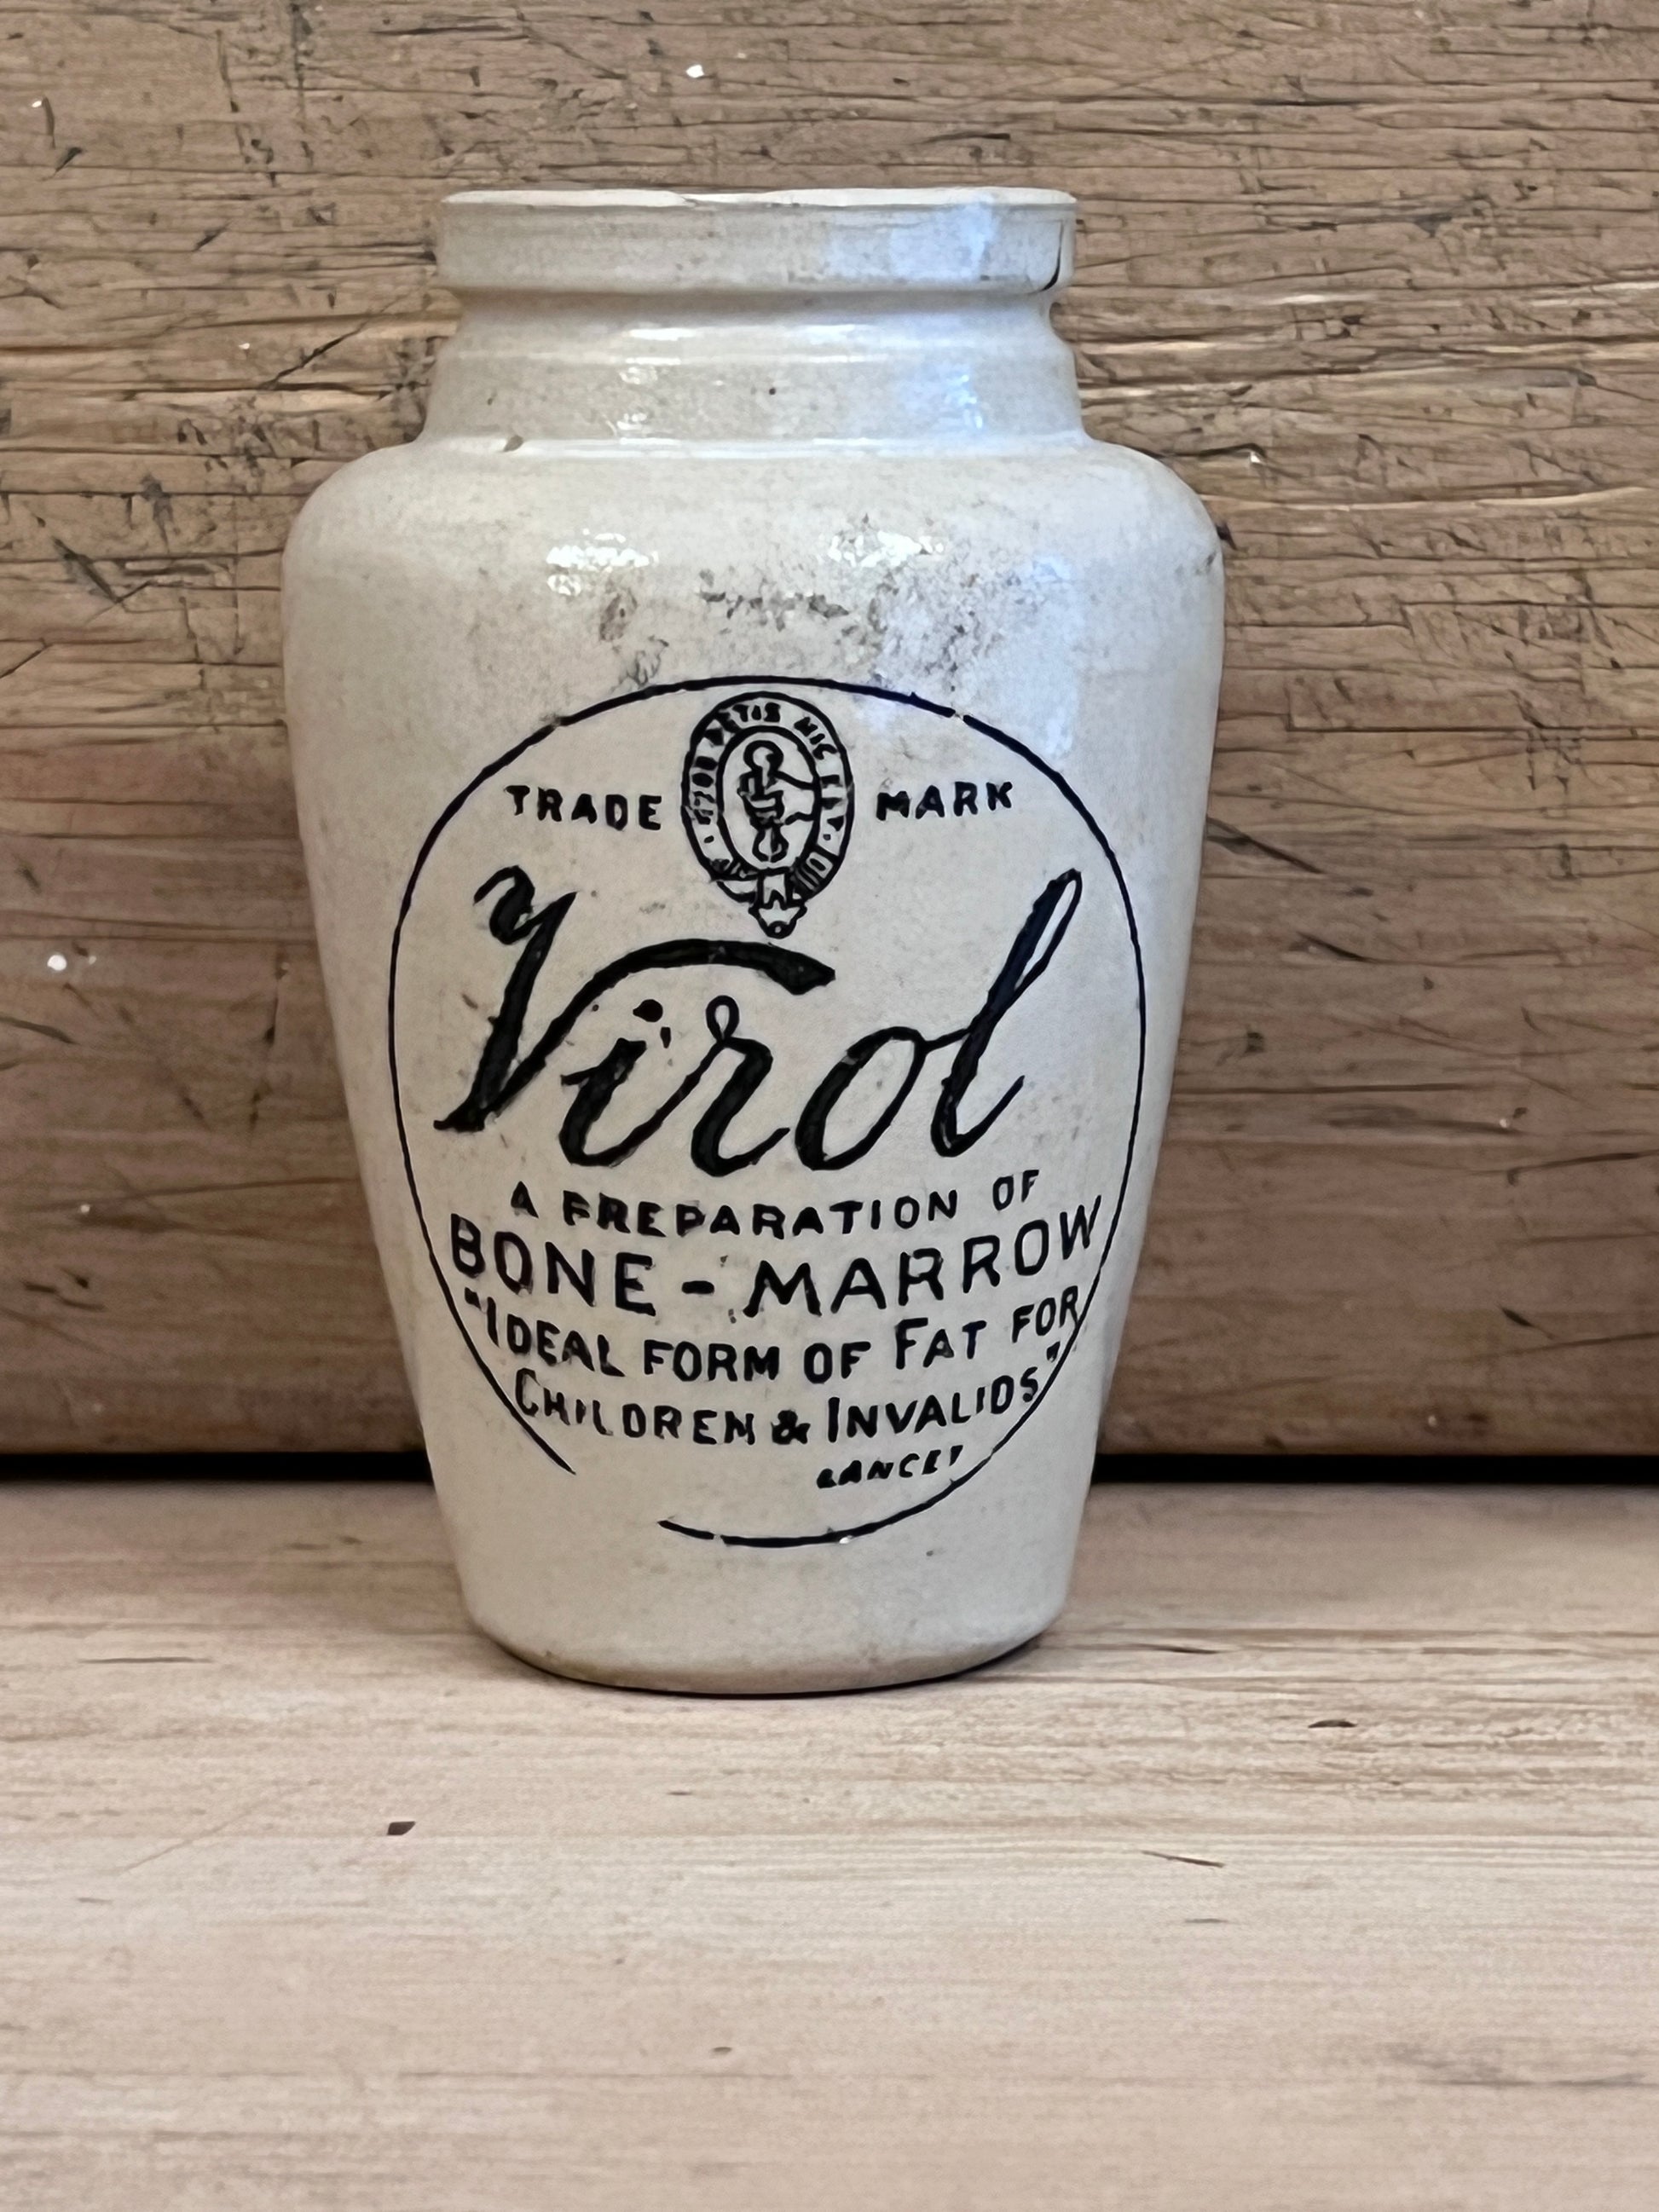 TRADE MARK
Virol
A PREPARATION OF
BONE-MARROW
"IDEAL FORM OF FAT FOR
CHILDREN & INVALIDS"
LANCET